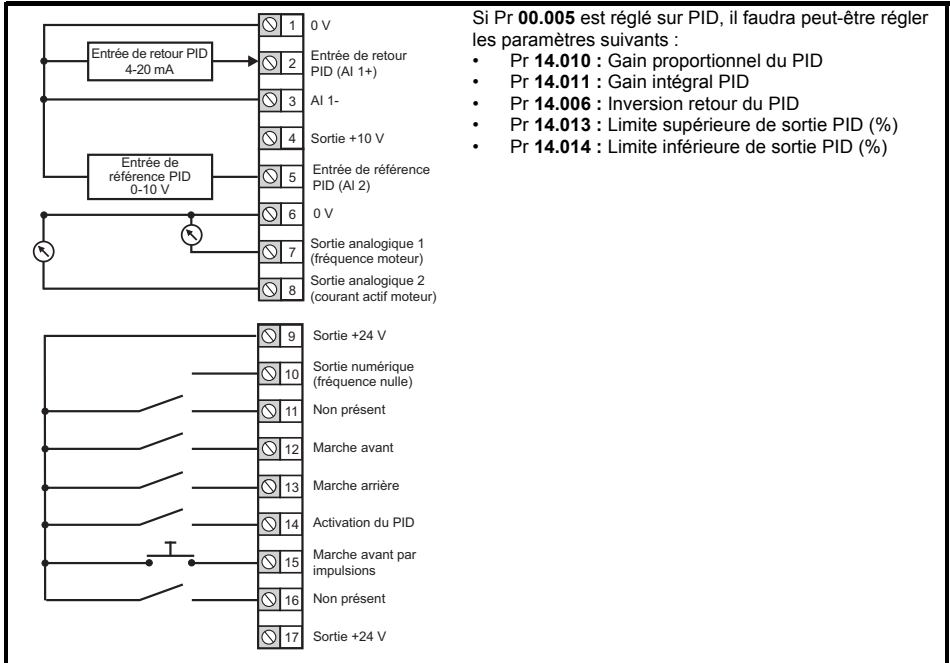 1 0 V
Entrée de retour PID
4-20 mA
2 Entrée de retour
PID (AI 1+)
3 AI 1-
4 Sortie +10 V
Entrée de
référence PID
0-10 V
5 Entrée de référence
PID (AI 2)
6 0 V
7 Sortie analogique 1
(fréquence moteur)
8 Sortie analogique 2
(courant actif moteur)
9 Sortie +24 V
10 Sortie numérique
(fréquence nulle)
11 Non présent
12 Marche avant
13 Marche arrière
14 Activation du PID
15 Marche avant par
impulsions
16 Non présent
17 Sortie +24 V
Si Pr 00.005 est réglé sur PID, il faudra peut-être régler
les paramètres suivants :
• Pr 14.010 : Gain proportionnel du PID
• Pr 14.011 : Gain intégral PID
• Pr 14.006 : Inversion retour du PID
• Pr 14.013 : Limite supérieure de sortie PID (%)
• Pr 14.014 : Limite inférieure de sortie PID (%)